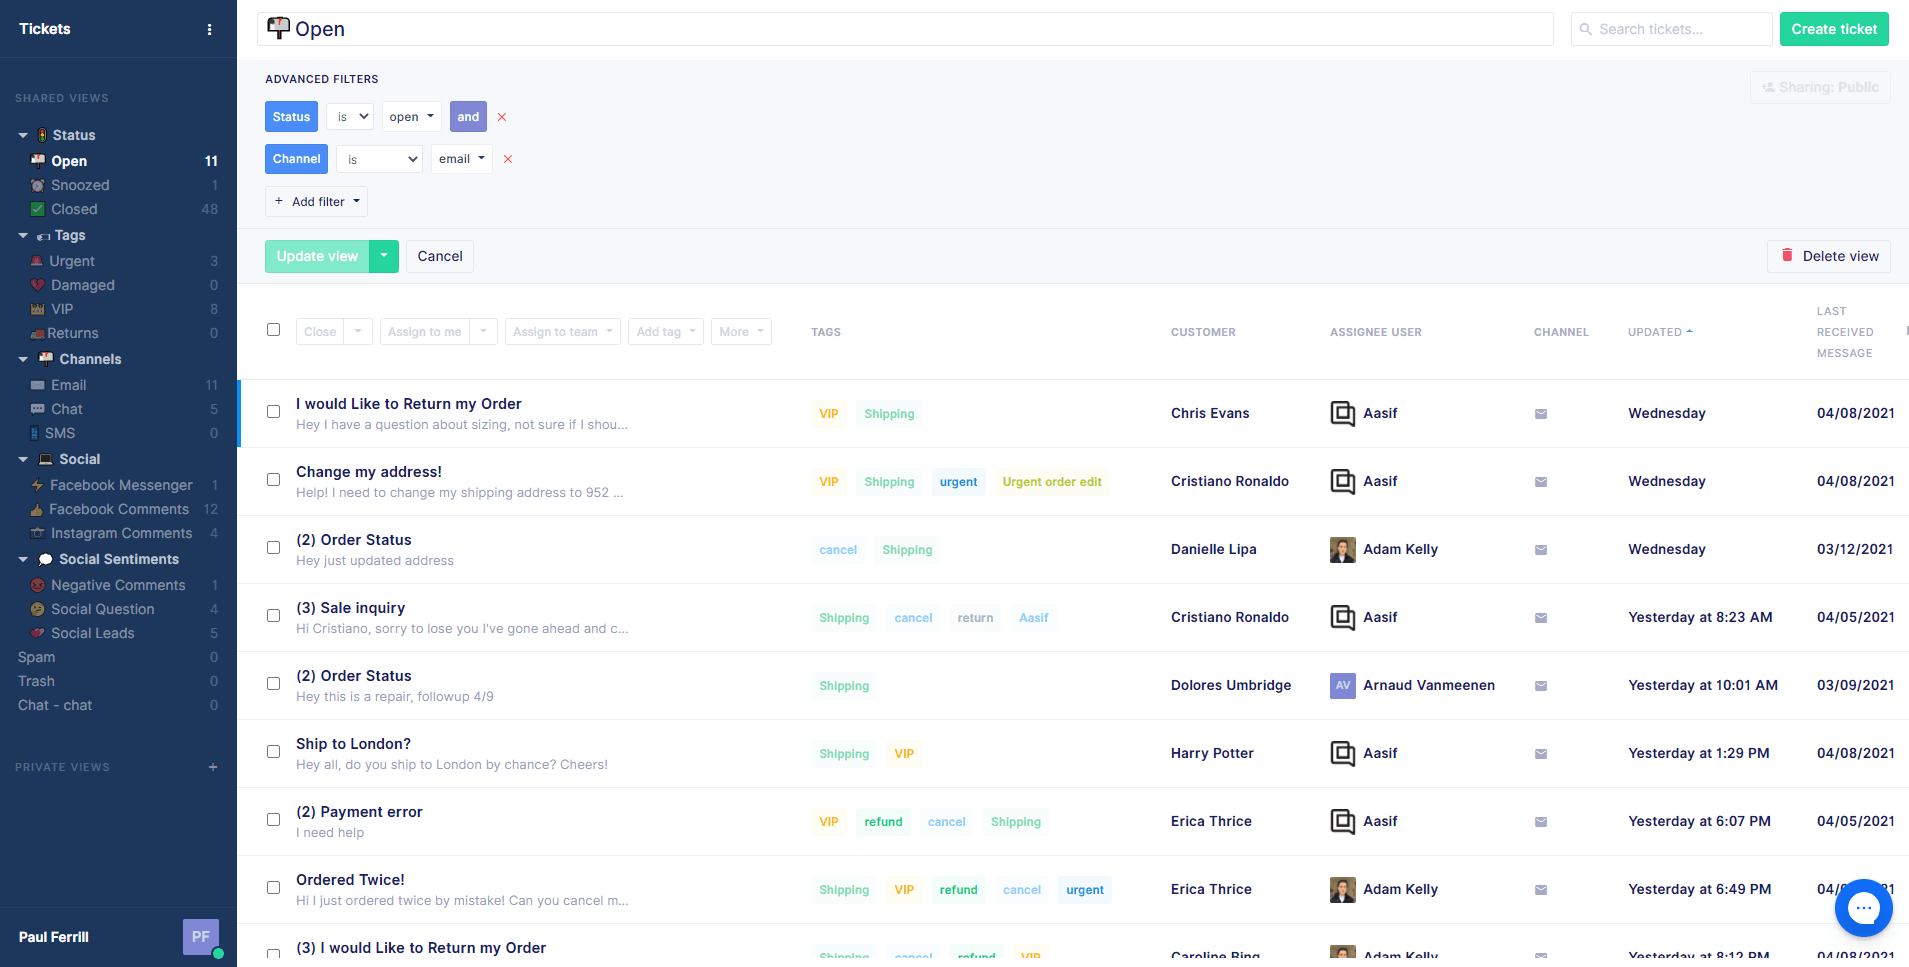 Tickets
SHARED VIEWS
Status
Open 11
Snoozed 1
Closed 48
Tags
Urgent 3
Damaged 0
VIP 8
Returns 0
Channels
Email 11
Chat 5
SMS 0
Social
Facebook Messenger 1
Facebook Comments 12
Instagram Comments 4
Social Sentiments
Negative Comments 1
Social Question 4
Social Leads 5
Spam 0
Trash 0
Chat - chat 0
PRIVATE VIEWS +
Paul Ferrill PF
Open
Search tickets...
Create ticket
ADVANCED FILTERS
Sharing: Public
Status is open and
Channel is email
+ Add filter
Update view Cancel Delete view
Close Assign to me Assign to team Add tag More TAGS CUSTOMER ASSIGNEE USER CHANNEL UPDATED LAST RECEIVED MESSAGE
I would Like to Return my Order
Hey I have a question about sizing, not sure if I shou...
VIP Shipping Chris Evans Aasif Wednesday 04/08/2021
Change my address!
Help! I need to change my shipping address to 952 ...
VIP Shipping urgent Urgent order edit Cristiano Ronaldo Aasif Wednesday 04/08/2021
(2) Order Status
Hey just updated address
cancel Shipping Danielle Lipa Adam Kelly Wednesday 03/12/2021
(3) Sale inquiry
Hi Cristiano, sorry to lose you I've gone ahead and c...
Shipping cancel return Aasif Cristiano Ronaldo Aasif Yesterday at 8:23 AM 04/05/2021
(2) Order Status
Hey this is a repair, followup 4/9
Shipping Dolores Umbridge AV Arnaud Vanmeenen Yesterday at 10:01 AM 03/09/2021
Ship to London?
Hey all, do you ship to London by chance? Cheers!
Shipping VIP Harry Potter Aasif Yesterday at 1:29 PM 04/08/2021
(2) Payment error
I need help
VIP refund cancel Shipping Erica Thrice Aasif Yesterday at 6:07 PM 04/05/2021
Ordered Twice!
Hi I just ordered twice by mistake! Can you cancel m...
Shipping VIP refund cancel urgent Erica Thrice Adam Kelly Yesterday at 6:49 PM
(3) I would Like to Return my Order
Shipping cancel refund VIP Caroline Bing Adam Kelly Yesterday at 8:12 PM 04/08/2021